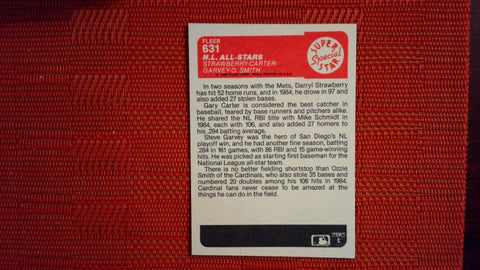 FLEER
631
N.L. ALL-STARS
STRAWBERRY-CARTER-
GARVEY-O. SMITH
SUPER
Special
STAR
In two seasons with the Mets, Darryl Strawberry
has hit 52 home runs, and in 1984, he drove in 97 and
also added 27 stolen bases.
Gary Carter is considered the best catcher in
baseball, feared by base runners and pitchers alike.
He shared the NL RBI title with Mike Schmidt in
1984, each with 106, and also added 27 homers to
his .294 batting average.
Steve Garvey was the hero of San Diego's NL
playoff win, and he had another fine season, batting
.284 in 161 games, with 86 RBI and 15 game-winning
hits. He was picked as starting first baseman for the
National League all-star team.
There is no better fielding shortstop than Ozzie
Smith of the Cardinals, who also stole 35 bases and
numbered 20 doubles among his 106 hits in 1984.
Cardinal fans never cease to be amazed at the
things he can do in the field.